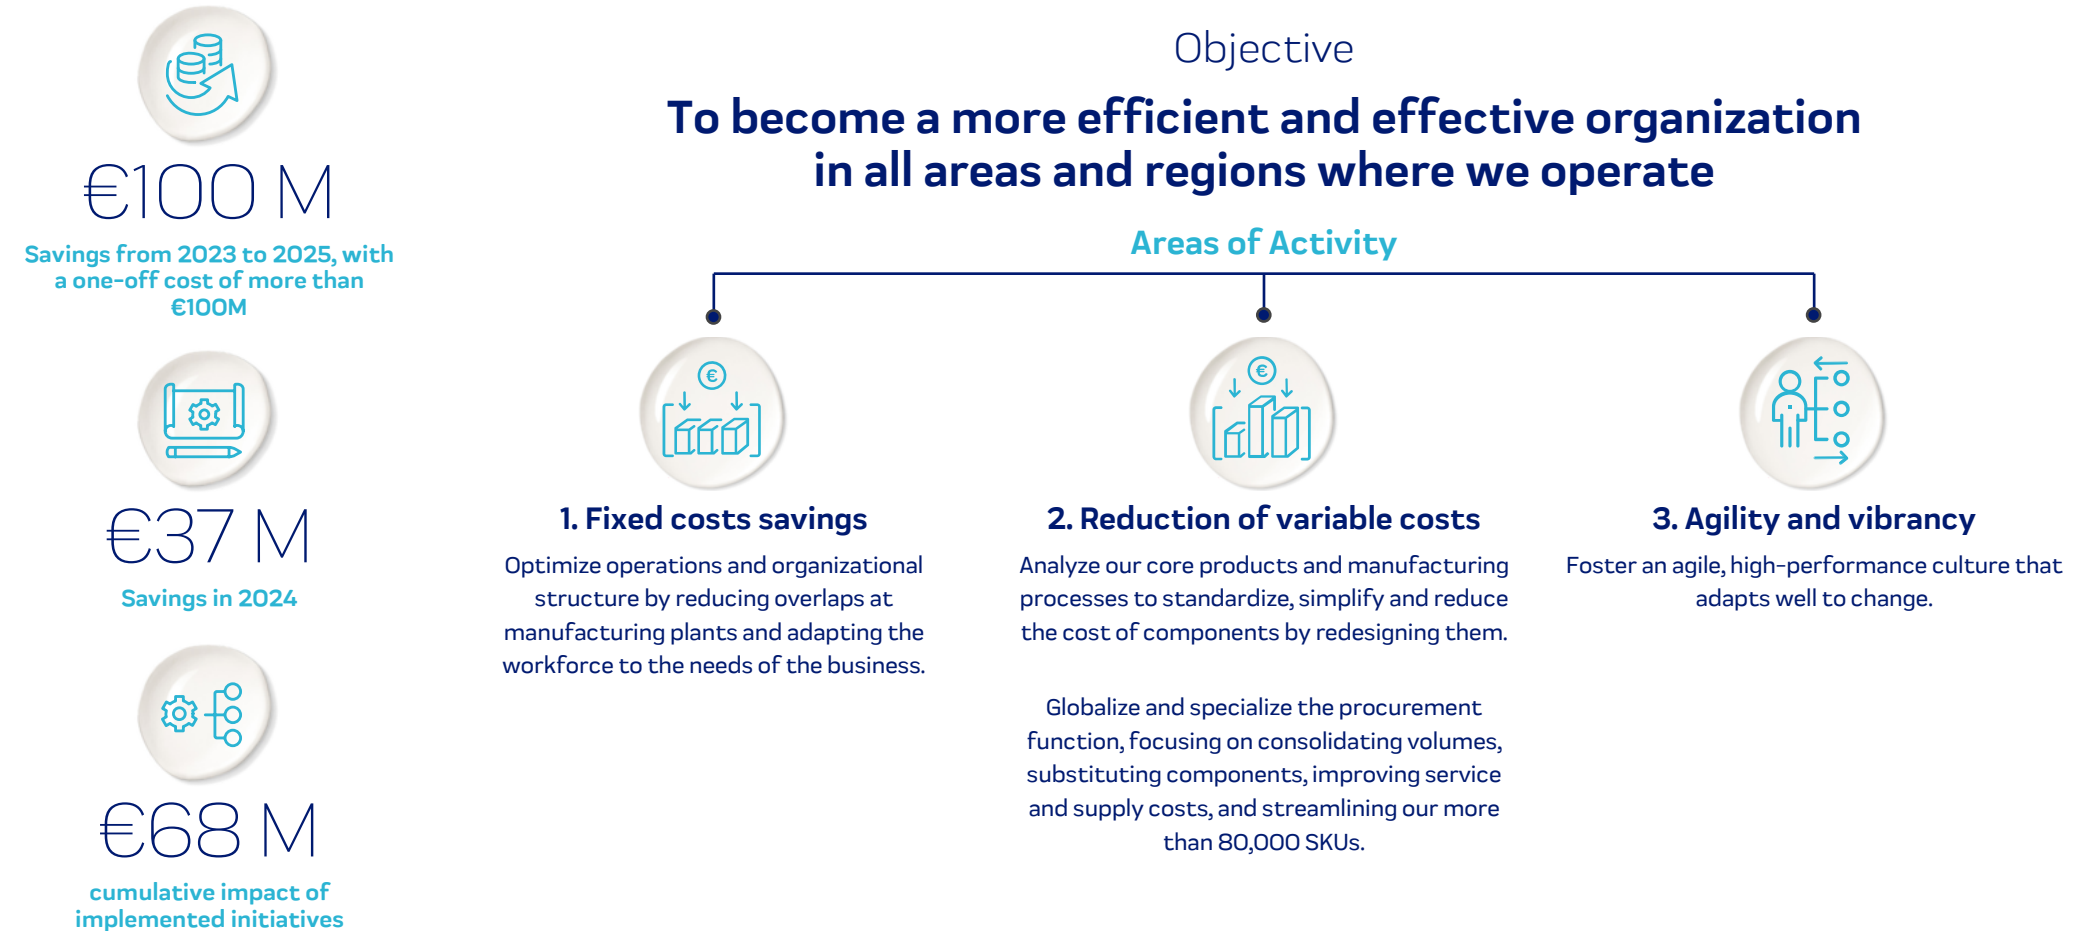 €100 M
Savings from 2023 to 2025, with
a one-off cost of more than
€100M
€37 M
Savings in 2024
€68 M
cumulative impact of
implemented initiatives
Objective
To become a more efficient and effective organization
in all areas and regions where we operate
Areas of Activity
€
1. Fixed costs savings
Optimize operations and organizational
structure by reducing overlaps at
manufacturing plants and adapting the
workforce to the needs of the business.
€
2. Reduction of variable costs
Analyze our core products and manufacturing
processes to standardize, simplify and reduce
the cost of components by redesigning them.
Globalize and specialize the procurement
function, focusing on consolidating volumes,
substituting components, improving service
and supply costs, and streamlining our more
than 80,000 SKUs.
3. Agility and vibrancy
Foster an agile, high-performance culture that
adapts well to change.